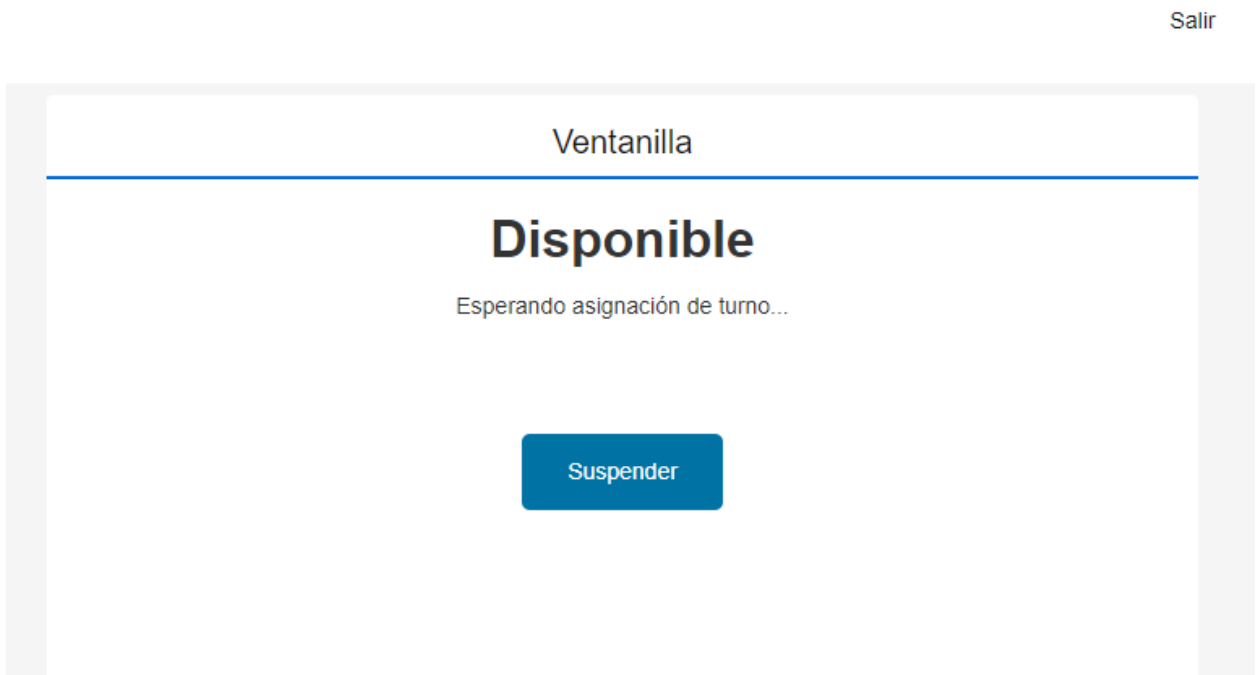 Salir
Ventanilla
Disponible
Esperando asignación de turno...
Suspender